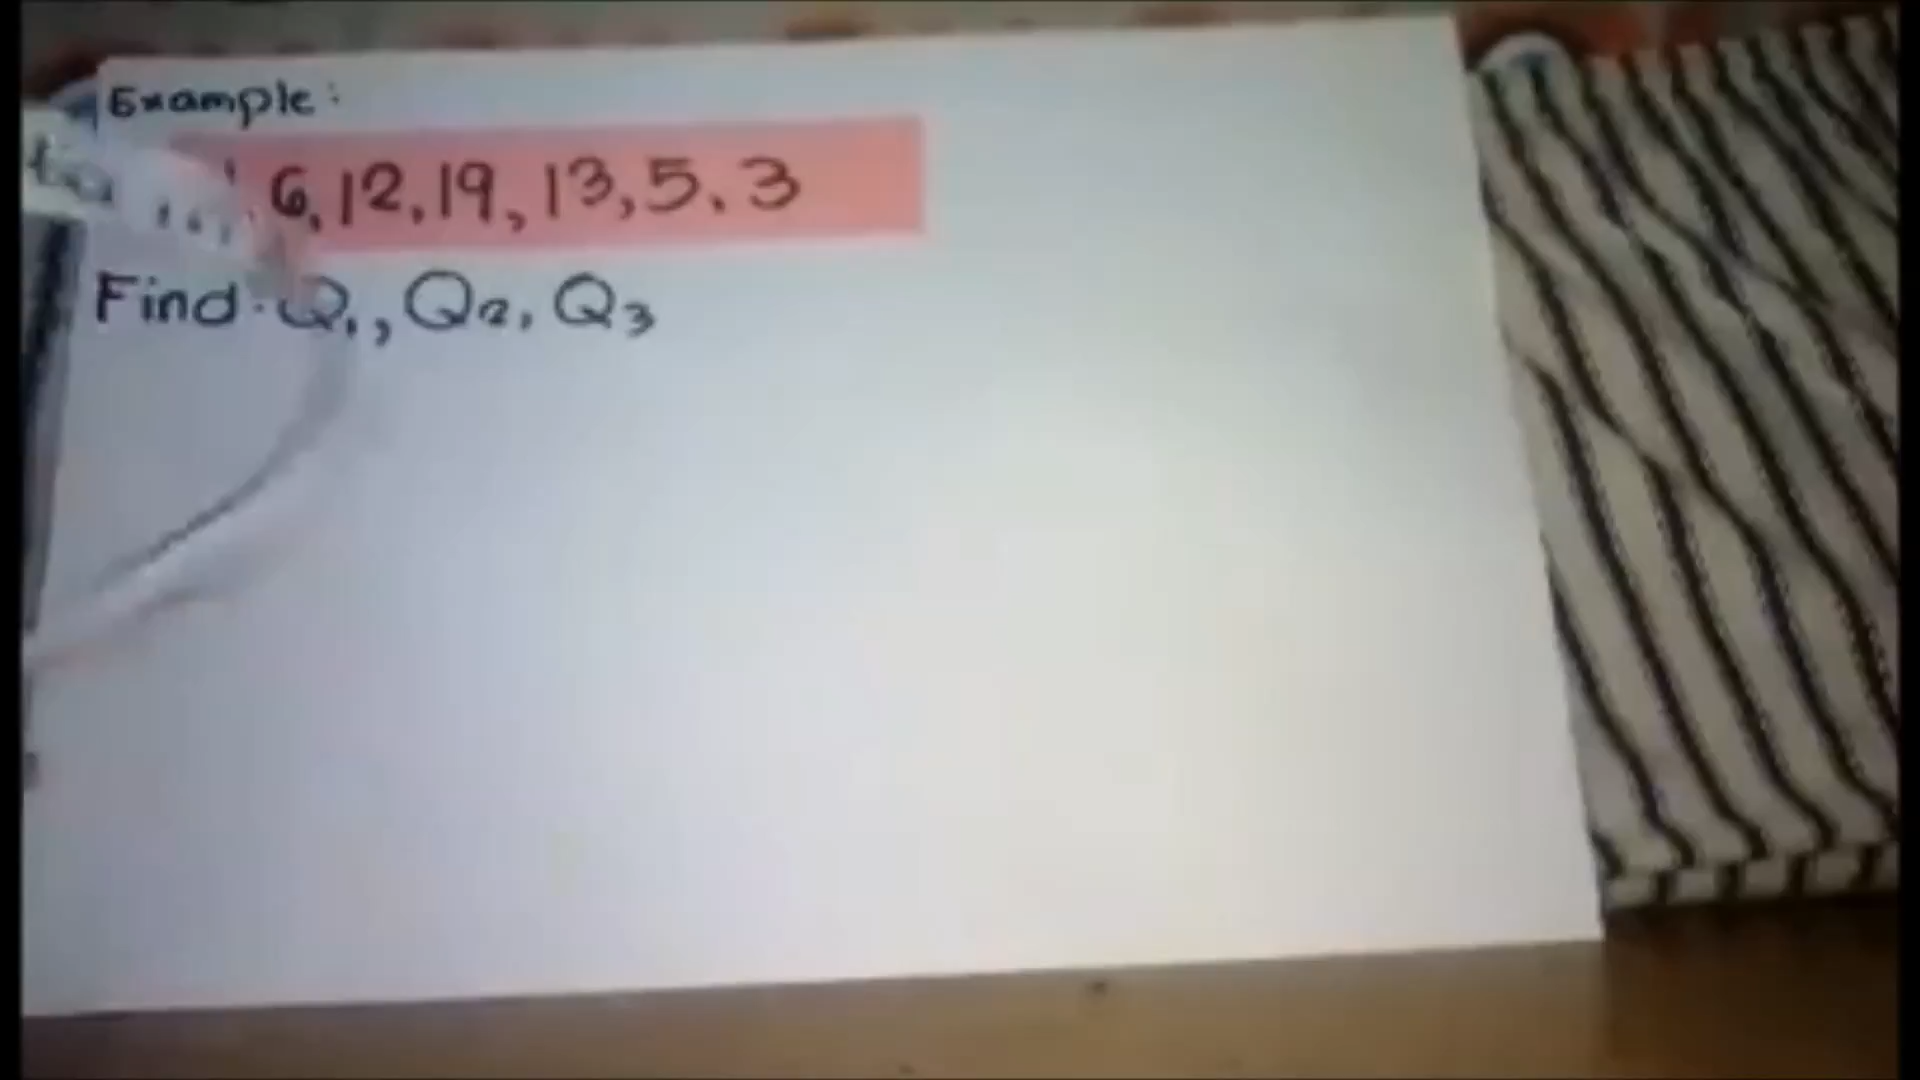 Example:
6, 12, 19, 13, 5, 3
Find: Q1, Q2, Q3